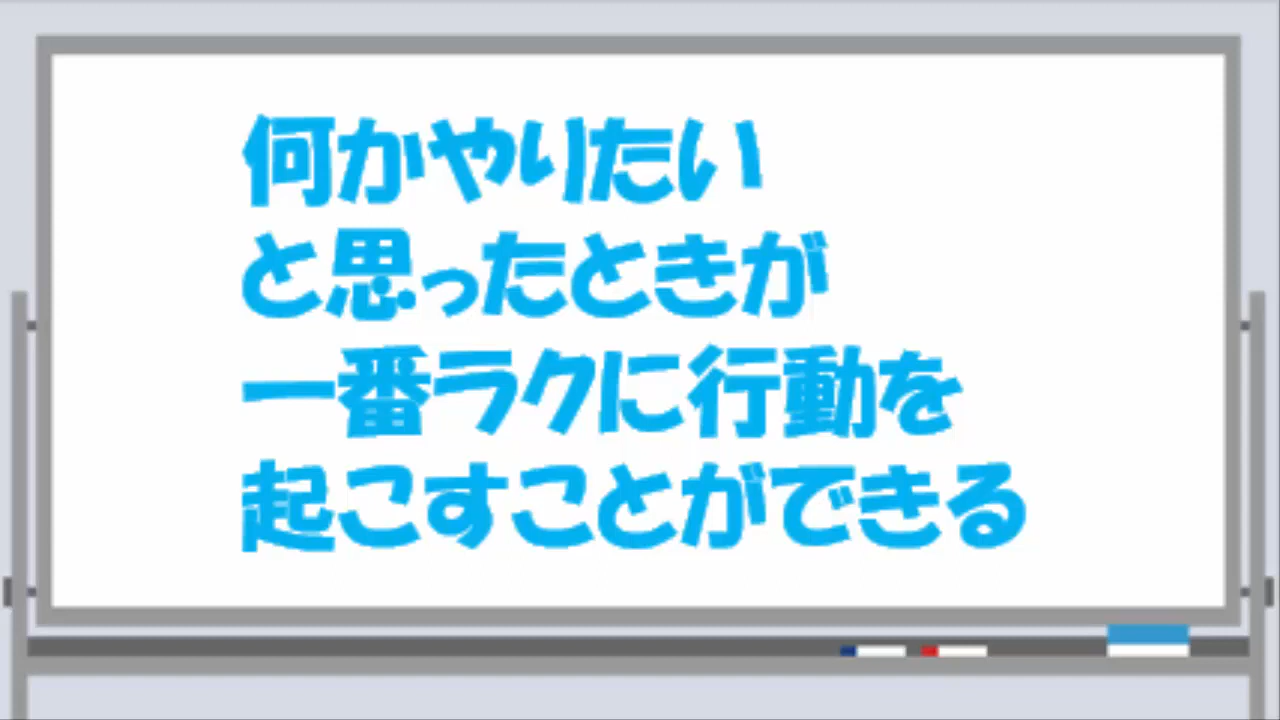 何かやりたい
と思ったときが
一番ラクに行動を
起こすことができる